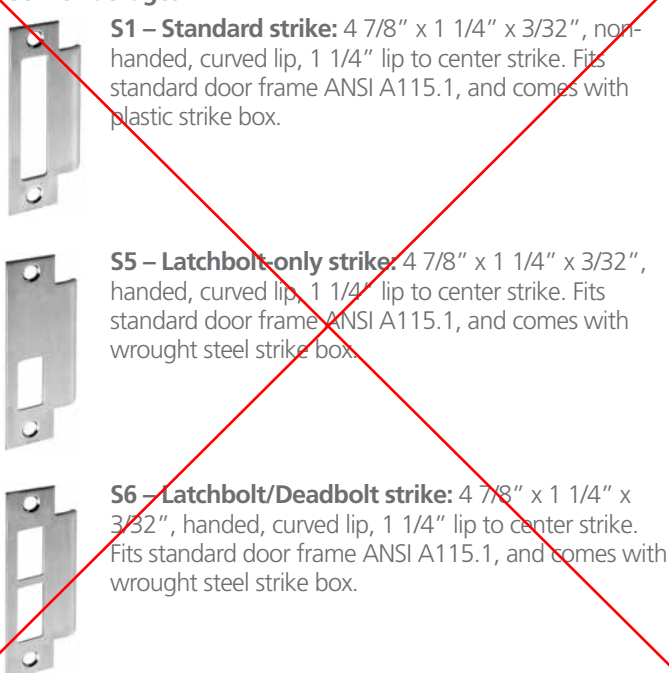 S1 – Standard strike: 4 7/8” x 1 1/4” x 3/32”, non-
handed, curved lip, 1 1/4” lip to center strike. Fits
standard door frame ANSI A115.1, and comes with
plastic strike box.
S5 – Latchbolt-only strike: 4 7/8” x 1 1/4” x 3/32”,
handed, curved lip, 1 1/4” lip to center strike. Fits
standard door frame ANSI A115.1, and comes with
wrought steel strike box.
S6 – Latchbolt/Deadbolt strike: 4 7/8” x 1 1/4” x
3/32”, handed, curved lip, 1 1/4” lip to center strike.
Fits standard door frame ANSI A115.1, and comes with
wrought steel strike box.